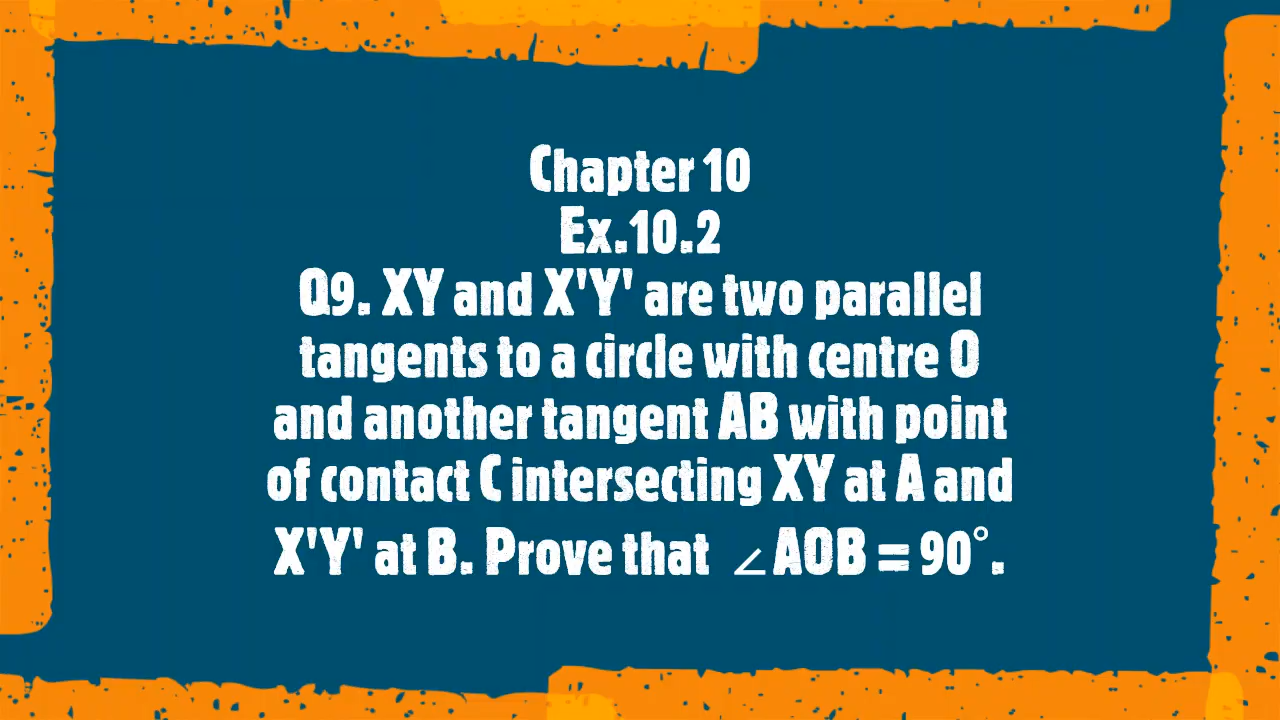 Chapter 10
Ex.10.2
Q9. XY and X'Y' are two parallel
tangents to a circle with centre O
and another tangent AB with point
of contact C intersecting XY at A and
X'Y' at B. Prove that ∠AOB = 90°.